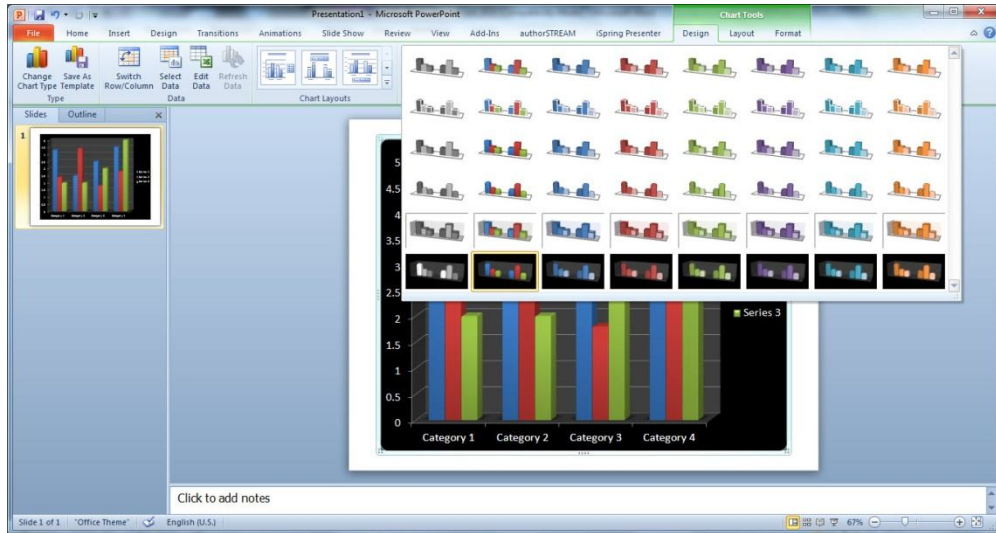 Presentation1 - Microsoft PowerPoint
Chart Tools
File Home Insert Design Transitions Animations Slide Show Review View Add-Ins authorSTREAM iSpring Presenter Design Layout Format
Change Save As Switch Select Edit Refresh
Chart Type Template Row/Column Data Data Data
Type Data Chart Layouts
Slides Outline
1
5
4.5
4
3.5
3
2.5
2
1.5
1
0.5
0
Series 3
Category 1 Category 2 Category 3 Category 4
Click to add notes
Slide 1 of 1 "Office Theme" English (U.S.) 67%